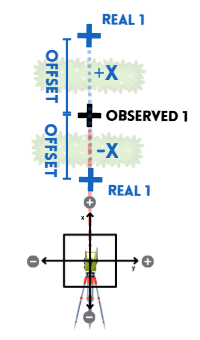 REAL 1
OFFSET
+X
OBSERVED 1
OFFSET
-X
REAL 1
+
x
-
y
+
-